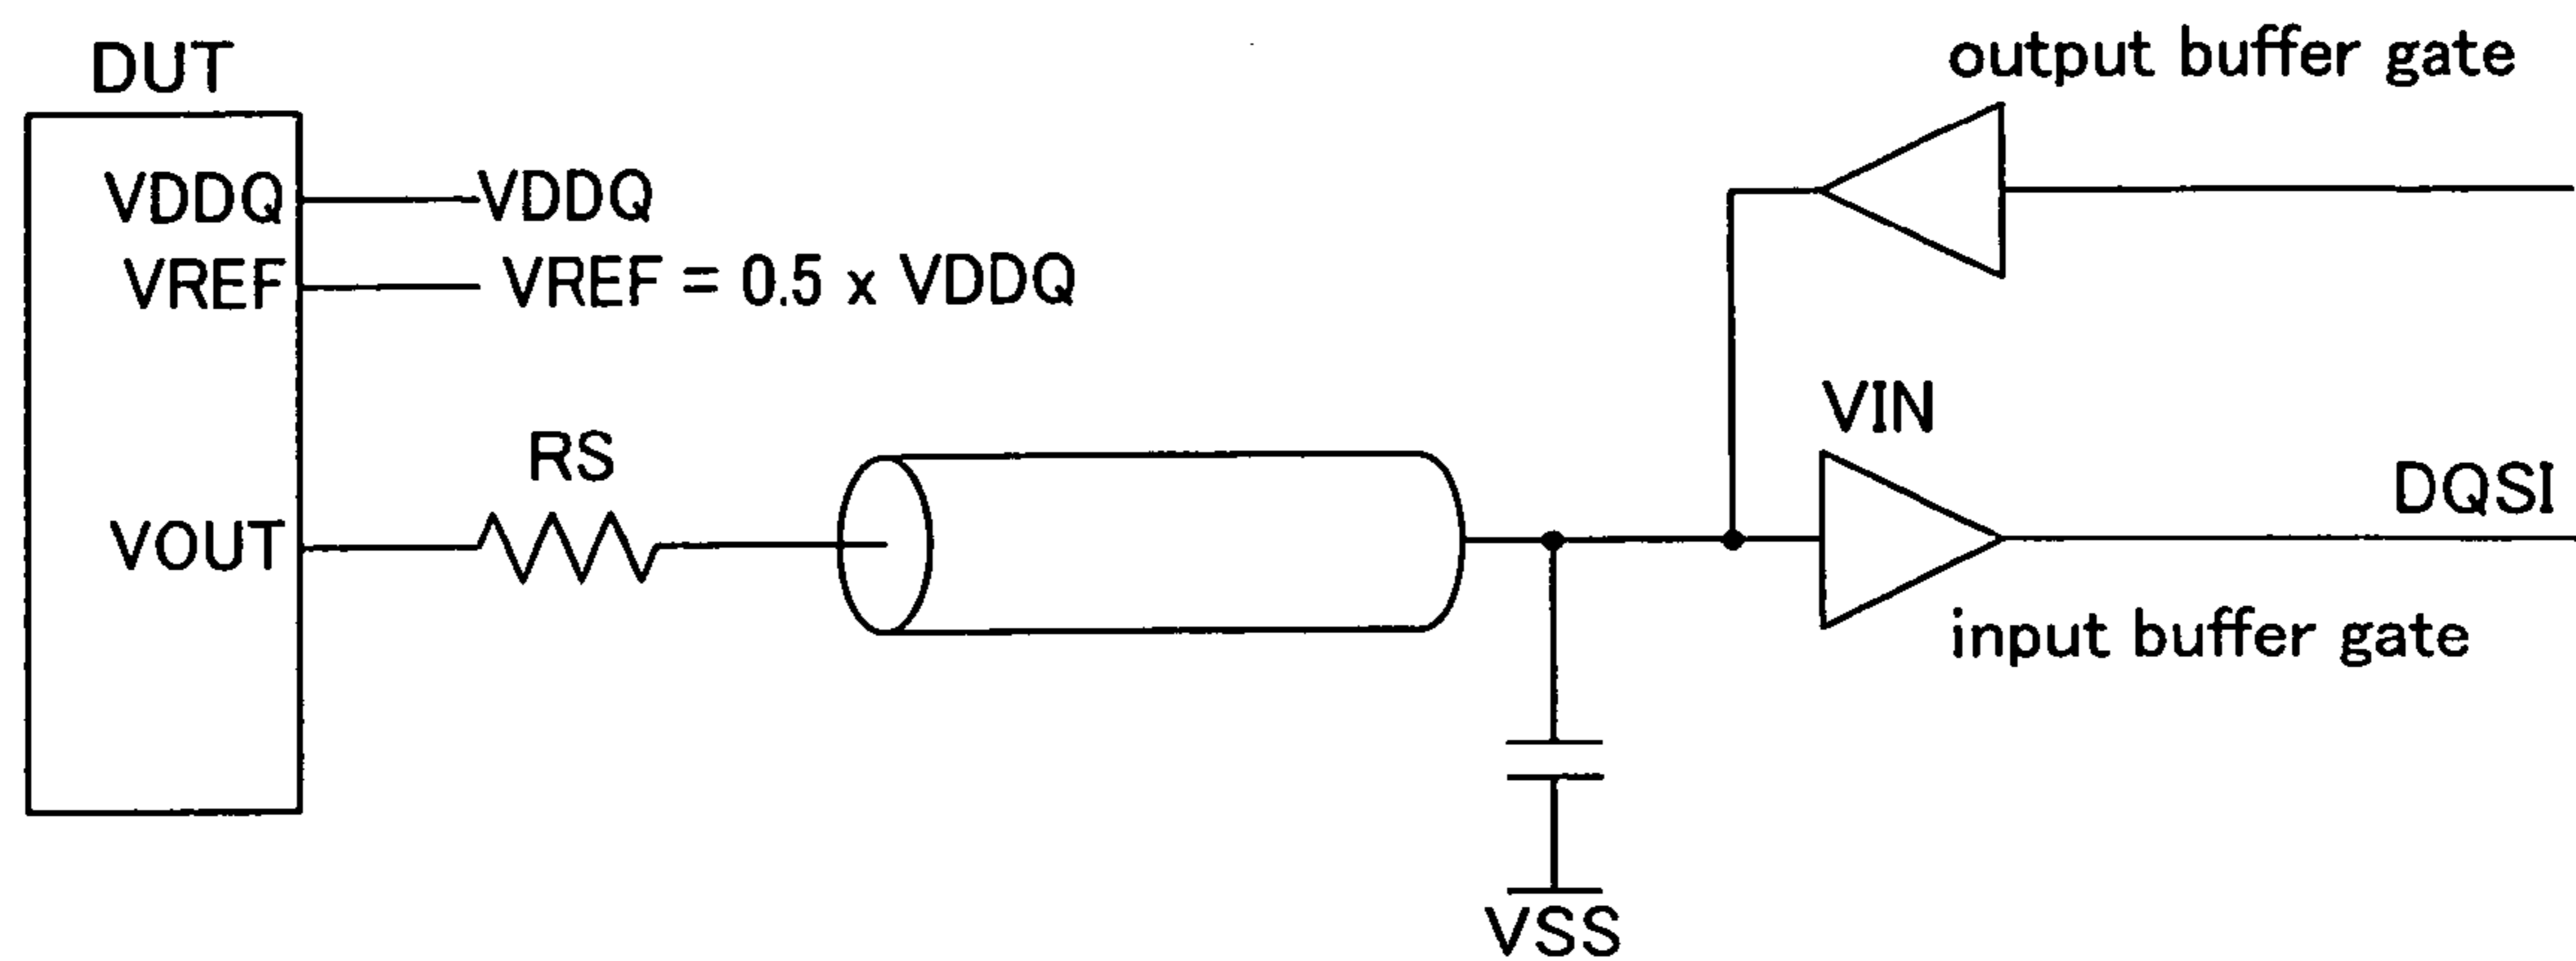 DUT
output buffer gate
VDDQ VDDQ
VREF VREF = 0.5 x VDDQ
VIN
RS
DQSI
VOUT
input buffer gate
VSS